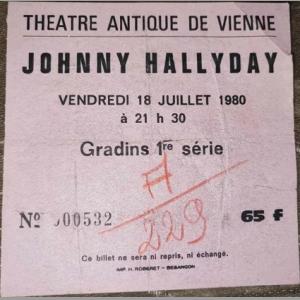 THEATRE ANTIQUE DE VIENNE
JOHNNY HALLYDAY
VENDREDI 18 JUILLET 1980
à 21 h 30
Gradins 1re série
A
229
Nº 000532
65 f
Ce billet ne sera ni repris, ni échangé.
IMP. H. ROBERET - BESANÇON